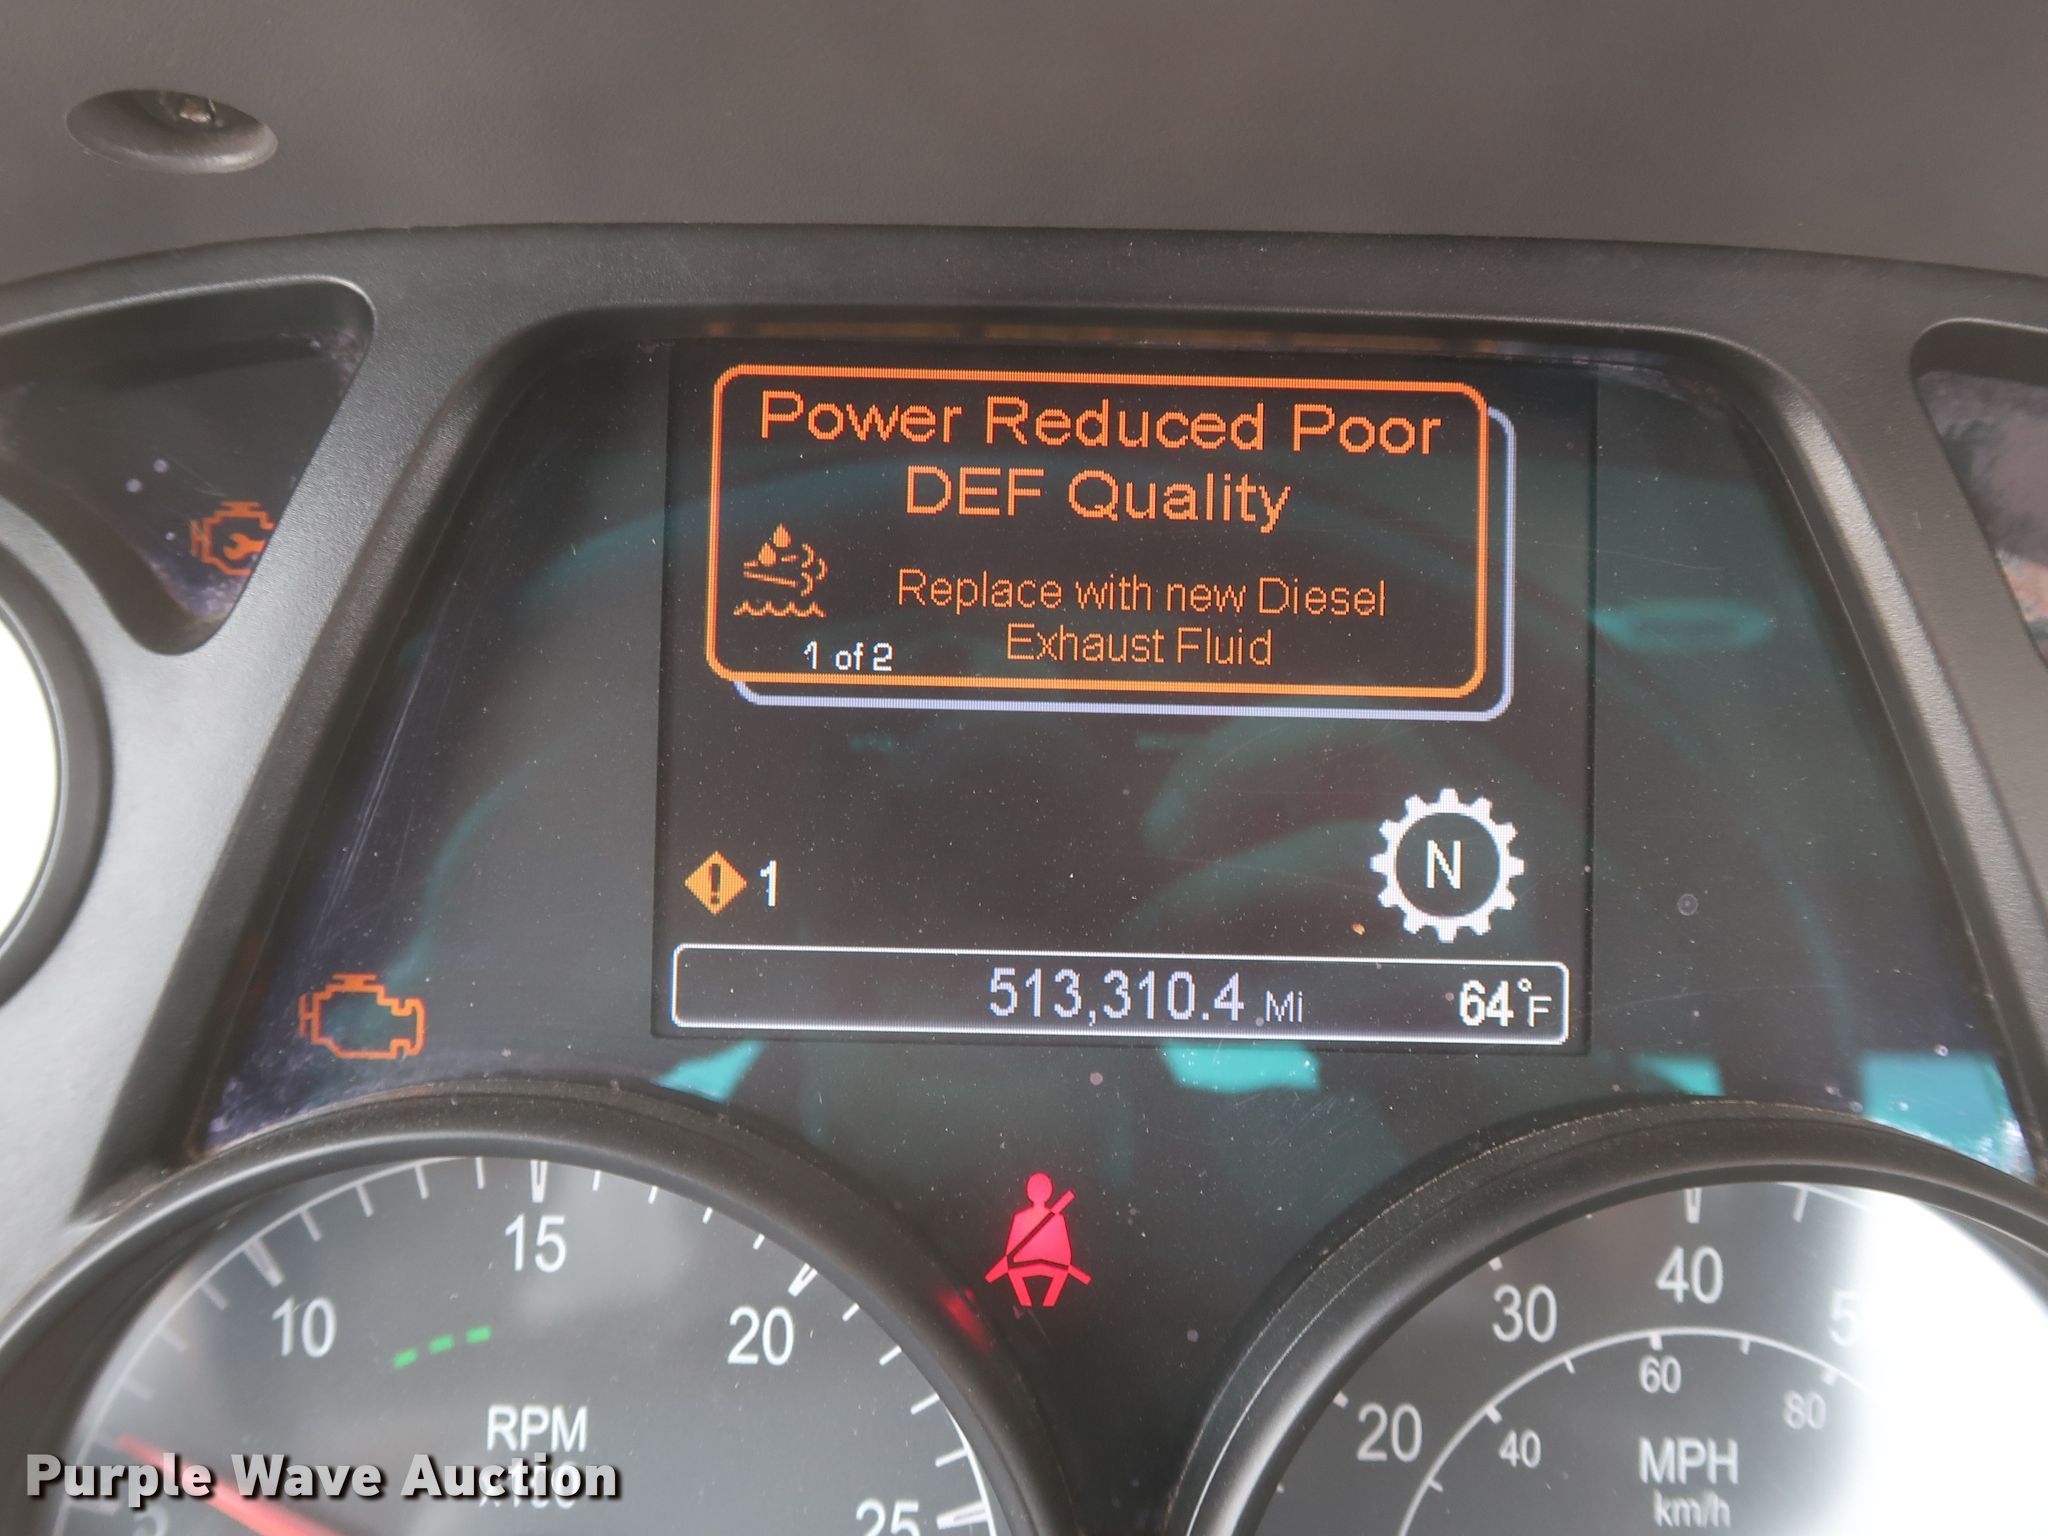 Power Reduced Poor
DEF Quality
Replace with new Diesel
Exhaust Fluid
1 of 2
1
N
513,310.4 Mi
64°F
10
15
20
25
RPM
20
30
40
40
60
80
MPH
km/h
Purple Wave Auction